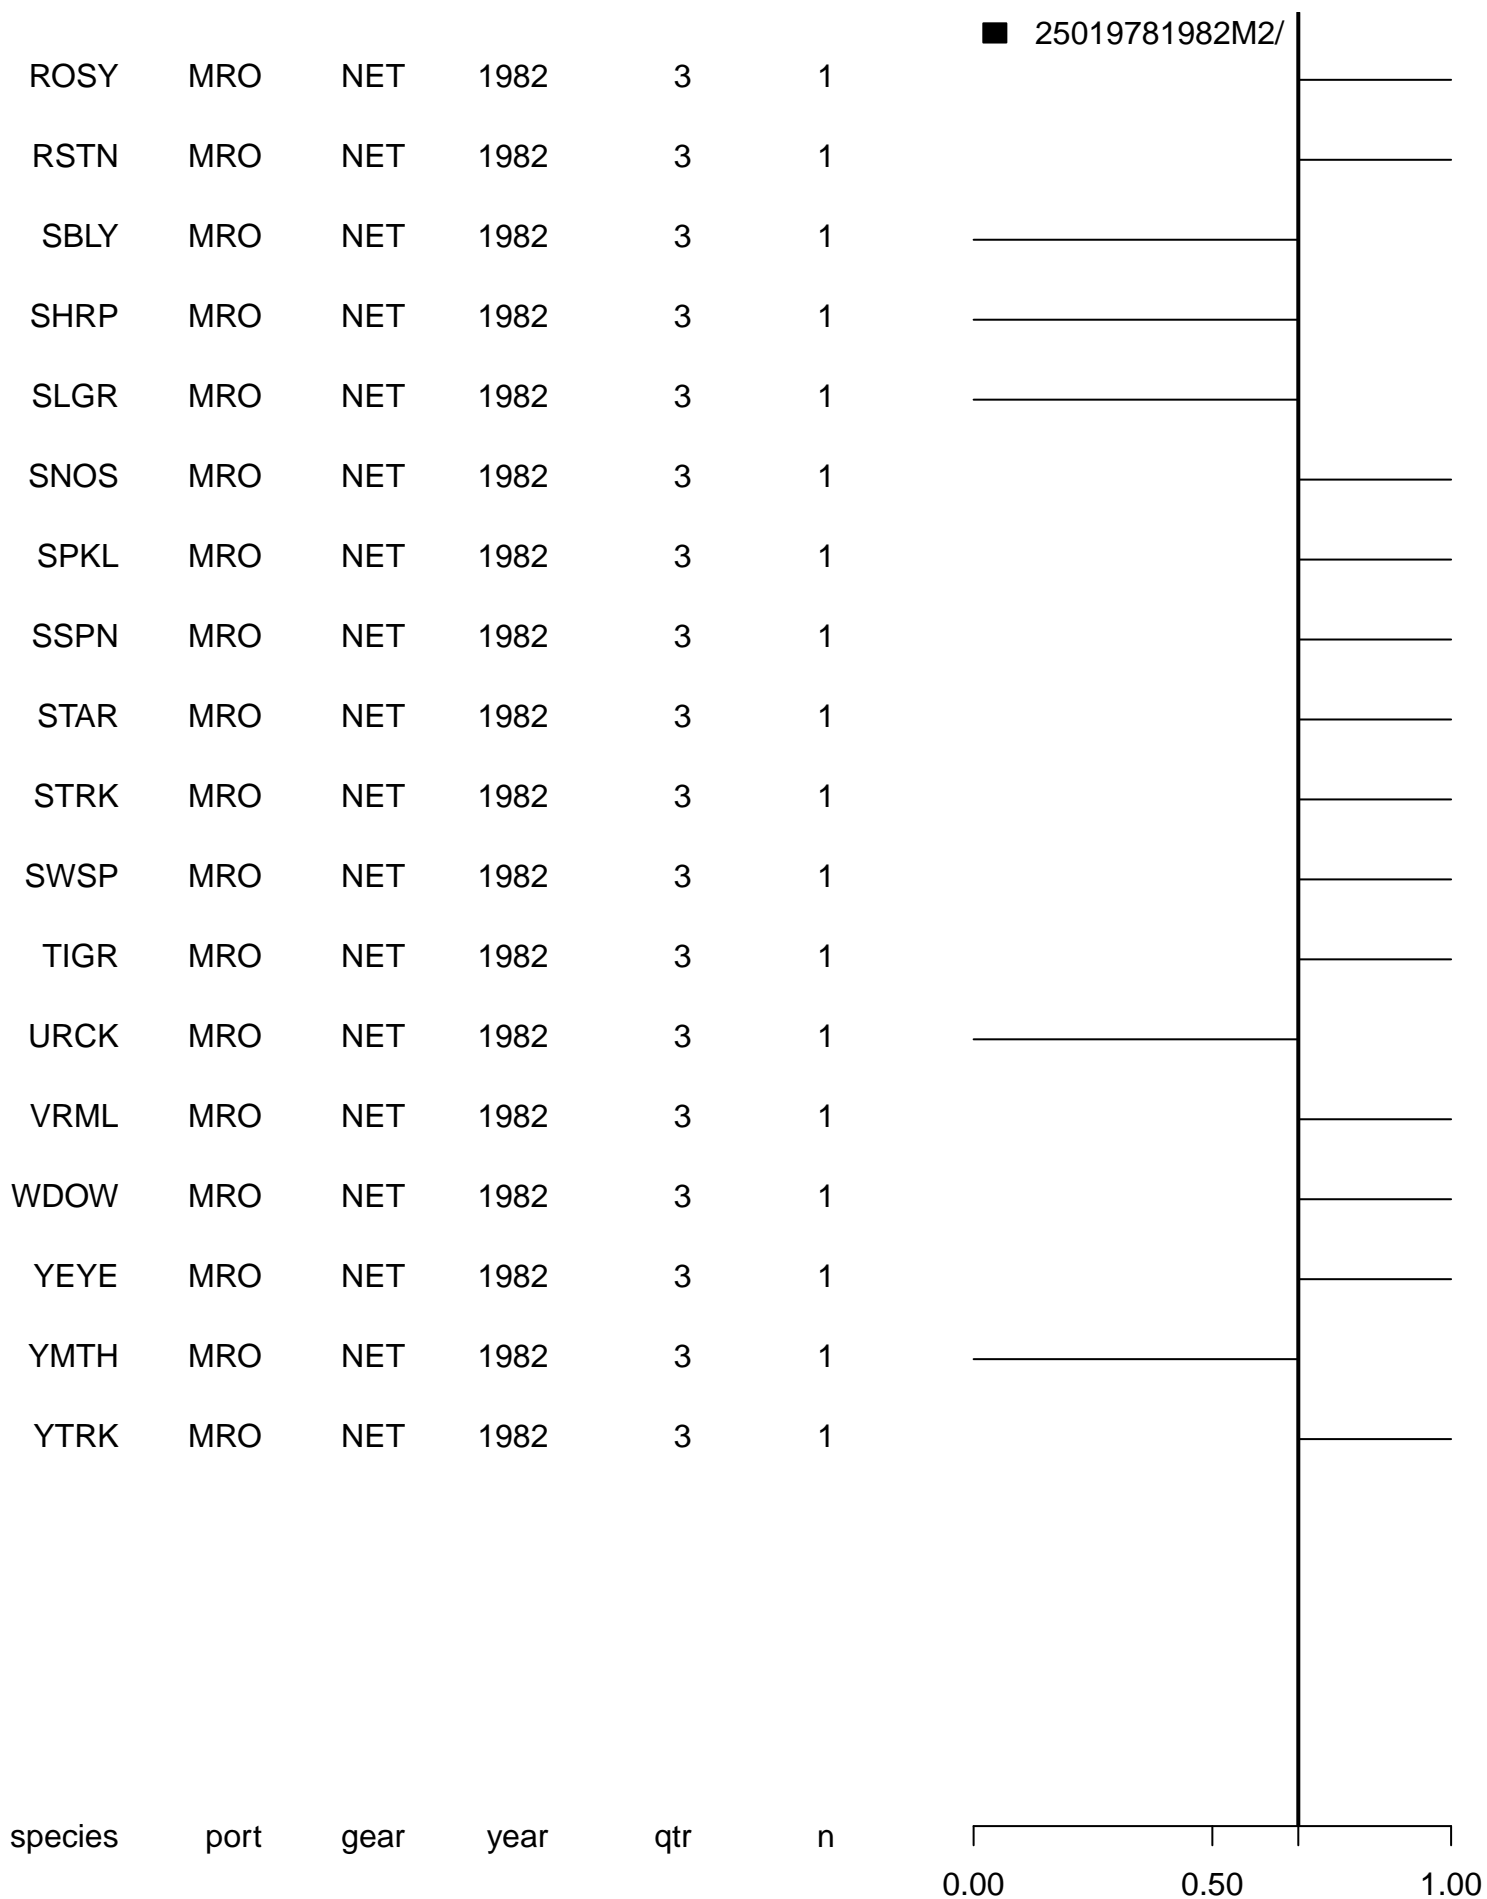 25019781982M2/
ROSY MRO NET 1982 3 1
RSTN MRO NET 1982 3 1
SBLY MRO NET 1982 3 1
SHRP MRO NET 1982 3 1
SLGR MRO NET 1982 3 1
SNOS MRO NET 1982 3 1
SPKL MRO NET 1982 3 1
SSPN MRO NET 1982 3 1
STAR MRO NET 1982 3 1
STRK MRO NET 1982 3 1
SWSP MRO NET 1982 3 1
TIGR MRO NET 1982 3 1
URCK MRO NET 1982 3 1
VRML MRO NET 1982 3 1
WDOW MRO NET 1982 3 1
YEYE MRO NET 1982 3 1
YMTH MRO NET 1982 3 1
YTRK MRO NET 1982 3 1
species port gear year qtr n
0.00 0.50 1.00